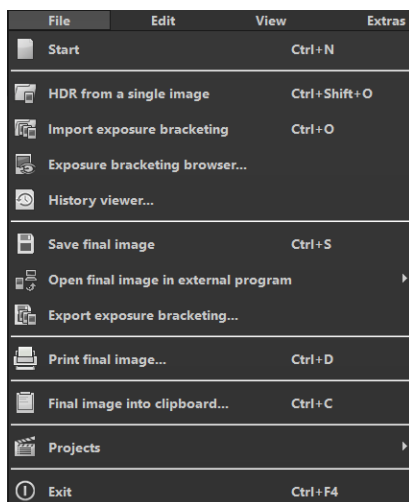 File Edit View Extras
Start Ctrl+N
HDR from a single image Ctrl+Shift+O
Import exposure bracketing Ctrl+O
Exposure bracketing browser...
History viewer...
Save final image Ctrl+S
Open final image in external program
Export exposure bracketing...
Print final image... Ctrl+D
Final image into clipboard... Ctrl+C
Projects
Exit Ctrl+F4